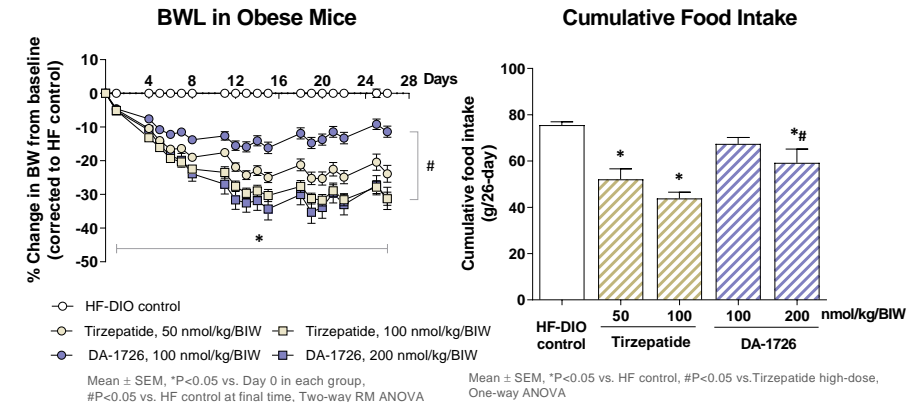 BWL in Obese Mice
% Change in BW from baseline
(corrected to HF control)
10
0
-10
-20
-30
-40
-50
4 8 12 16 20 24 28 Days
#
*
HF-DIO control
Tirzepatide, 50 nmol/kg/BIW Tirzepatide, 100 nmol/kg/BIW
DA-1726, 100 nmol/kg/BIW DA-1726, 200 nmol/kg/BIW
Mean ± SEM, *P<0.05 vs. Day 0 in each group,
#P<0.05 vs. HF control at final time, Two-way RM ANOVA
Cumulative Food Intake
Cumulative food intake
(g/26-day)
100
80
60
40
20
0
*
*
*#
HF-DIO
control
50 100 100 200 nmol/kg/BIW
Tirzepatide DA-1726
Mean ± SEM, *P<0.05 vs. HF control, #P<0.05 vs.Tirzepatide high-dose,
One-way ANOVA